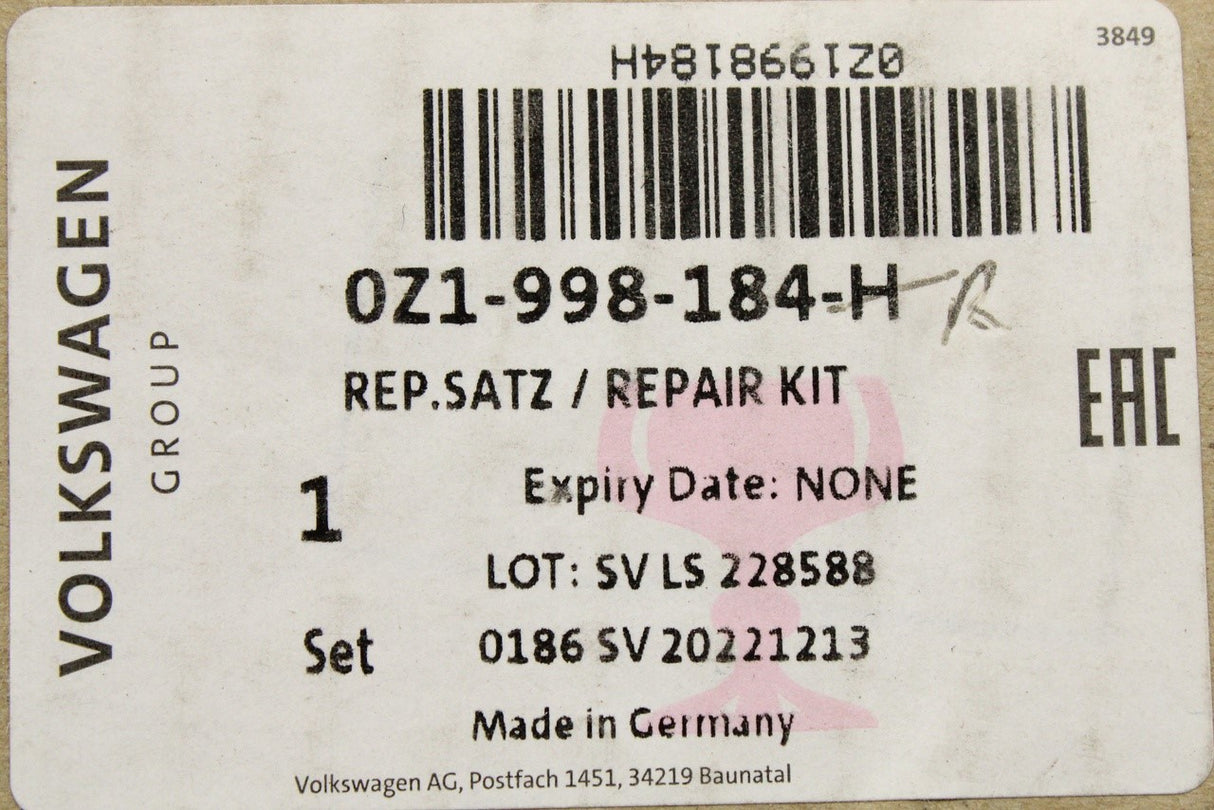 3849
0Z1998184H
0Z1-998-184-H R
REP.SATZ / REPAIR KIT
EAC
Expiry Date: NONE
1
LOT: SV LS 228588
Set
0186 SV 20221213
Made in Germany
Volkswagen AG, Postfach 1451, 34219 Baunatal
VOLKSWAGEN
GROUP